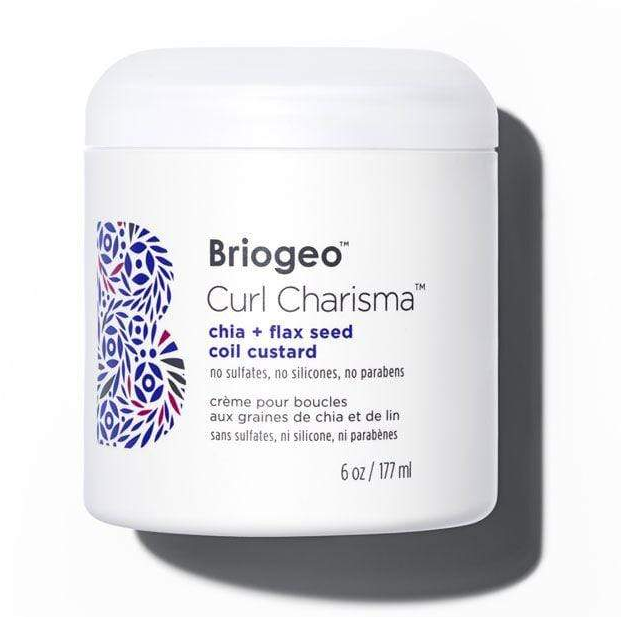 Briogeo™
Curl Charisma™
chia + flax seed
coil custard
no sulfates, no silicones, no parabens
crème pour boucles
aux graines de chia et de lin
sans sulfates, ni silicone, ni parabènes
6 oz / 177 ml